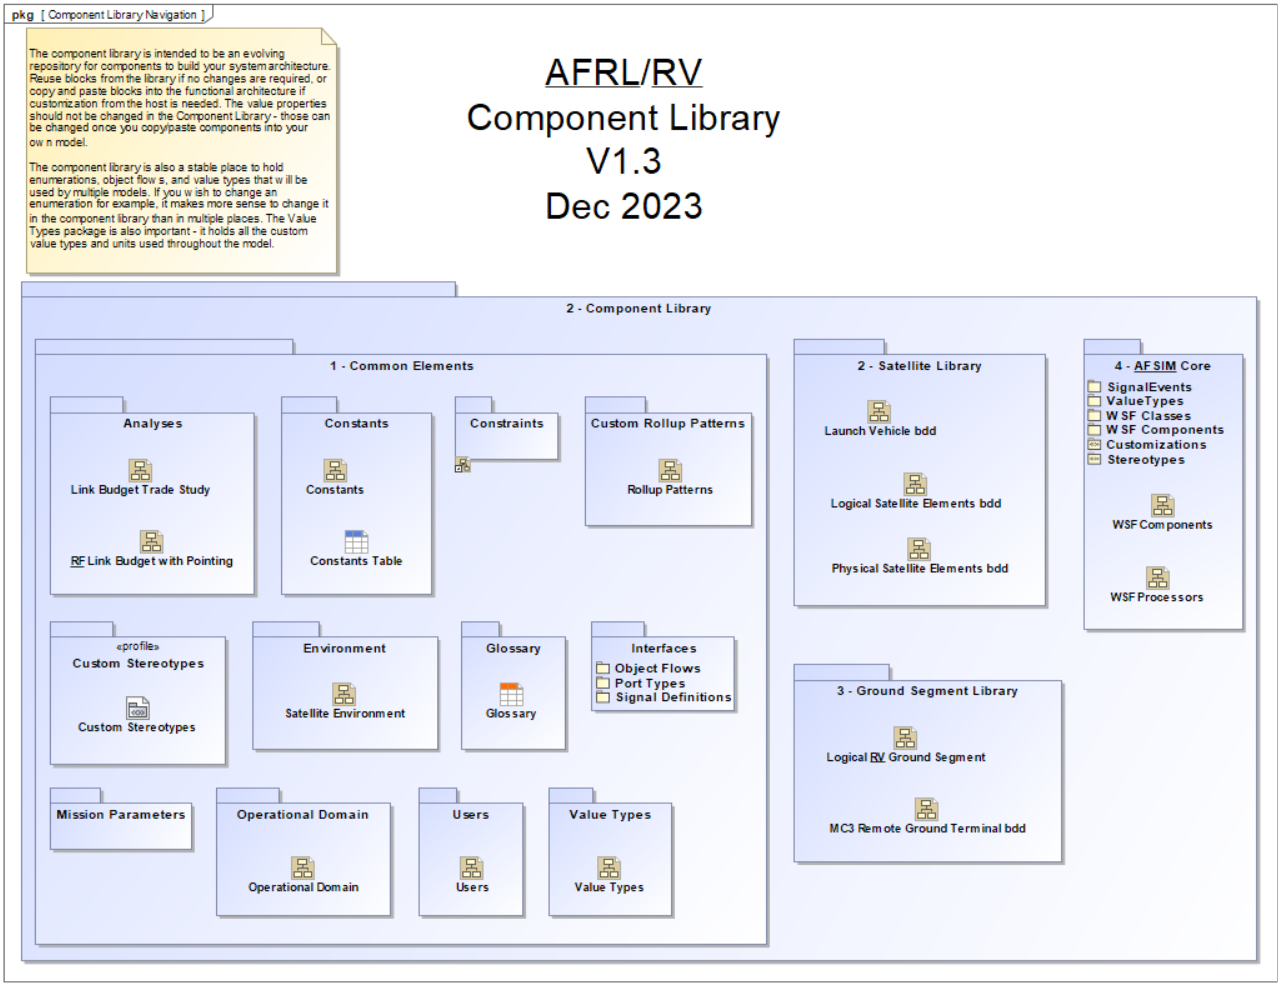 pkg [ Component Library Navigation ]
The component library is intended to be an evolving
repository for components to build your system architecture.
Reuse blocks from the library if no changes are required, or
copy and paste blocks into the functional architecture if
customization from the host is needed. The value properties
should not be changed in the Component Library - those can
be changed once you copy/paste components into your
own model.
The component library is also a stable place to hold
enumerations, object flows, and value types that will be
used by multiple models. If you wish to change an
enumeration for example, it makes more sense to change it
in the component library than in multiple places. The Value
Types package is also important - it holds all the custom
value types and units used throughout the model.
AFRL/RV
Component Library
V1.3
Dec 2023
2 - Component Library
1 - Common Elements
Analyses
Link Budget Trade Study
RF Link Budget with Pointing
Constants
Constants
Constants Table
Constraints
Custom Rollup Patterns
Rollup Patterns
«profile»
Custom Stereotypes
Custom Stereotypes
Environment
Satellite Environment
Glossary
Glossary
Interfaces
Object Flows
Port Types
Signal Definitions
Mission Parameters
Operational Domain
Operational Domain
Users
Users
Value Types
Value Types
2 - Satellite Library
Launch Vehicle bdd
Logical Satellite Elements bdd
Physical Satellite Elements bdd
3 - Ground Segment Library
Logical RV Ground Segment
MC3 Remote Ground Terminal bdd
4 - AFSIM Core
SignalEvents
ValueTypes
WSF Classes
WSF Components
Customizations
Stereotypes
WSF Components
WSF Processors